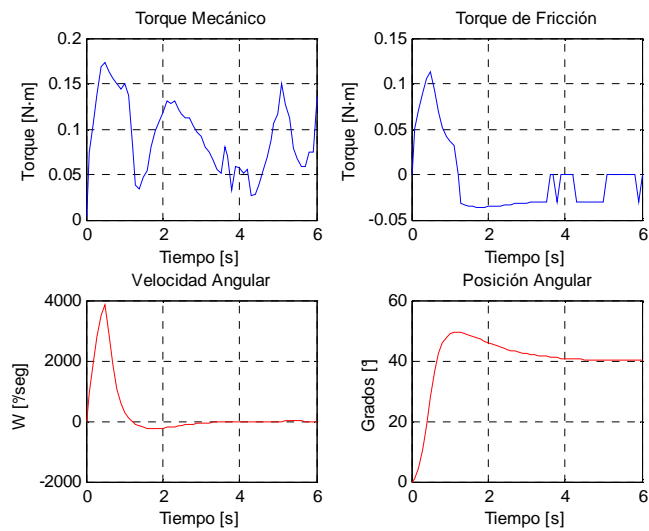 Torque Mecánico
Torque [N·m]
0.2
0.15
0.1
0.05
0
0 2 4 6
Tiempo [s]
Torque de Fricción
Torque [N·m]
0.15
0.1
0.05
0
-0.05
0 2 4 6
Tiempo [s]
Velocidad Angular
W [º/seg]
4000
2000
0
-2000
0 2 4 6
Tiempo [s]
Posición Angular
Grados [º]
60
40
20
0
0 2 4 6
Tiempo [s]